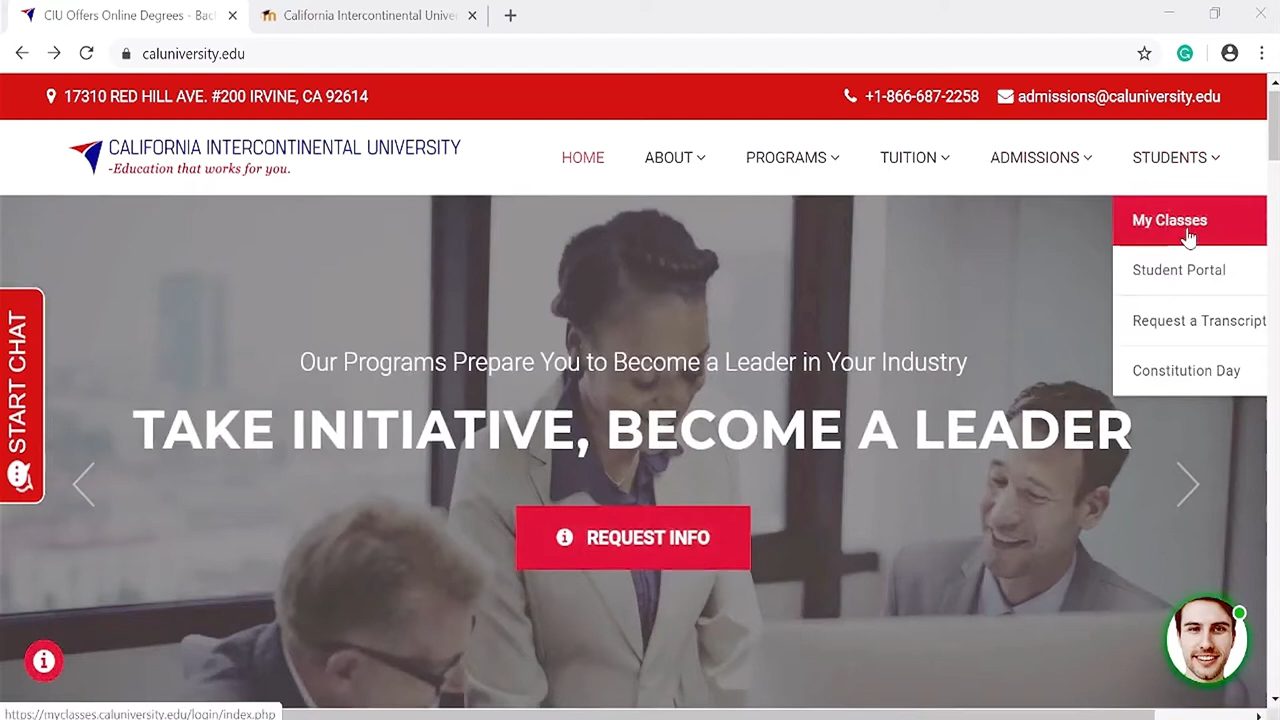 CIU Offers Online Degrees - Bac
California Intercontinental Univer
caluniversity.edu
17310 RED HILL AVE. #200 IRVINE, CA 92614
+1-866-687-2258
admissions@caluniversity.edu
CALIFORNIA INTERCONTINENTAL UNIVERSITY
-Education that works for you.
HOME
ABOUT
PROGRAMS
TUITION
ADMISSIONS
STUDENTS
My Classes
Student Portal
Request a Transcript
Constitution Day
START CHAT
Our Programs Prepare You to Become a Leader in Your Industry
TAKE INITIATIVE, BECOME A LEADER
REQUEST INFO
https://myclasses.caluniversity.edu/login/index.php